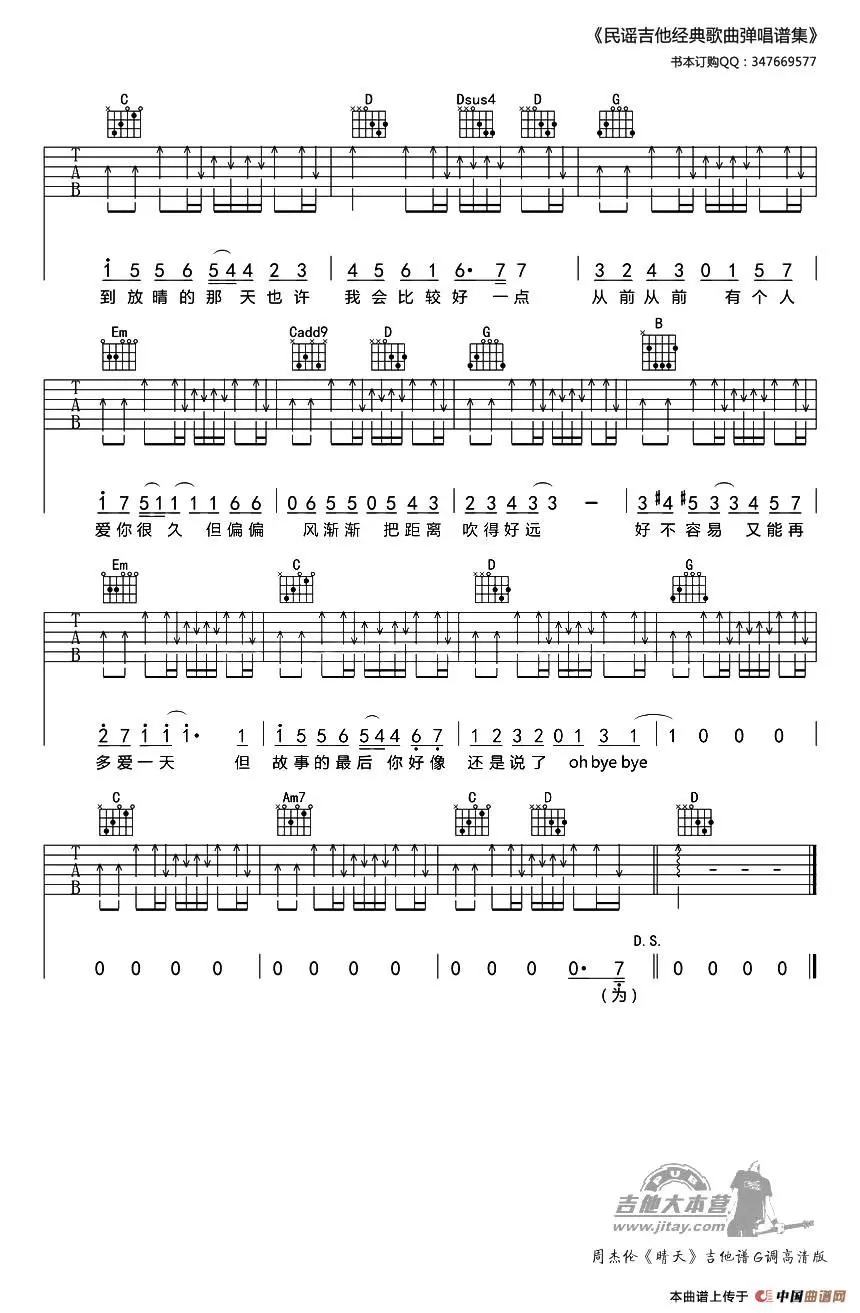 《民谣吉他经典歌曲弹唱谱集》
书本订购QQ：347669577
C D Dsus4 D G
T A B
1 5 5 6 5 4 4 2 3 | 4 5 6 1 6· 7 7 | 3 2 4 3 0 1 5 7 |
到 放 晴 的 那 天 也 许 我 会 比 较 好 一 点 从 前 从 前 有 个 人
Em Cadd9 D G B
T A B
1 7 5 1 1 1 1 6 6 | 0 6 5 5 0 5 4 3 | 2 3 4 3 3 – | 3 #4 #5 3 3 4 5 7 |
爱 你 很 久 但 偏 偏 风 渐 渐 把 距 离 吹 得 好 远 好 不 容 易 又 能 再
Em C D G
T A B
2 7 1 1 1· 1 | 1 5 5 6 5 4 4 6 7 | 1 2 3 2 0 1 3 1 | 1 0 0 0 |
多 爱 一 天 但 故 事 的 最 后 你 好 像 还 是 说 了 oh bye bye
C Am7 C D D
T A B
D.S.
0 0 0 0 | 0 0 0 0 | 0 0 0 0· 7 || 0 0 0 0
（为）
PUB
吉他大本营
www.jitay.com
周杰伦《晴天》吉他谱G调高清版
本曲谱上传于 中国曲谱网